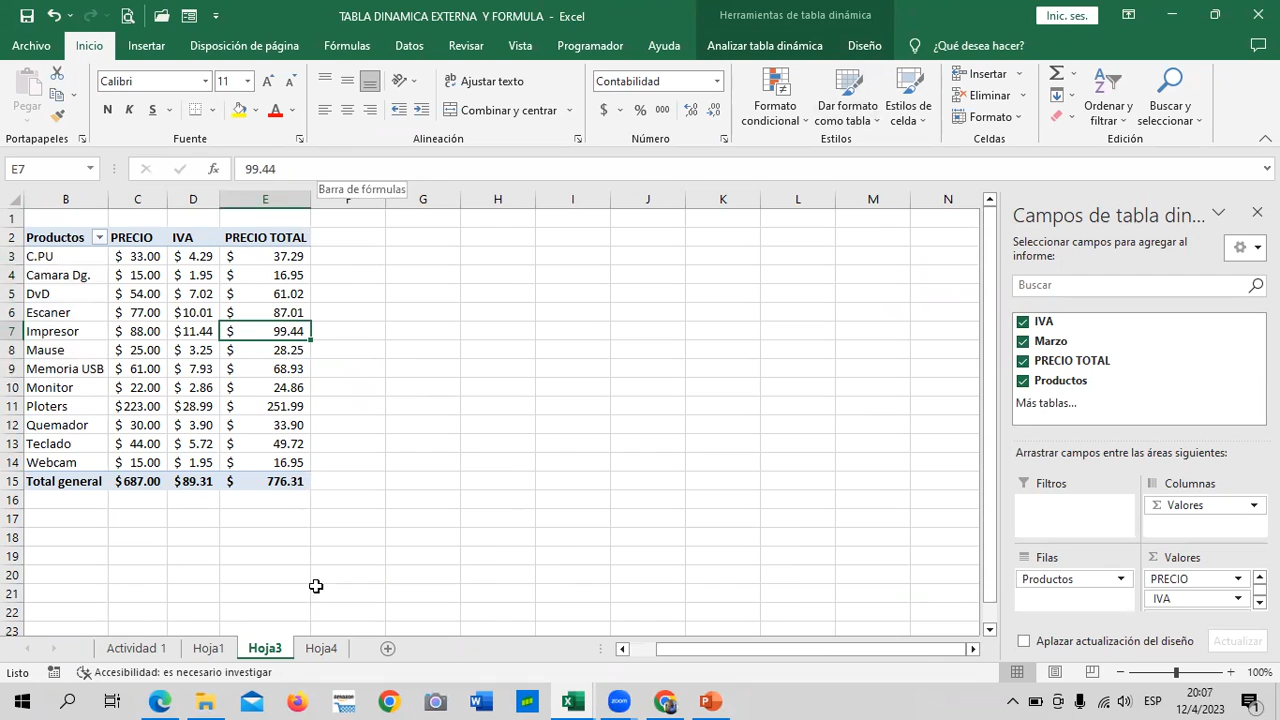 TABLA DINAMICA EXTERNA Y FORMULA - Excel
Herramientas de tabla dinámica
Inic. ses.
Archivo Inicio Insertar Disposición de página Fórmulas Datos Revisar Vista Programador Ayuda Analizar tabla dinámica Diseño ¿Qué desea hacer?
Pegar
Calibri 11
Ajustar texto
Contabilidad
Formato condicional
Dar formato como tabla
Estilos de celda
Insertar
Eliminar
Formato
Ordenar y filtrar
Buscar y seleccionar
N K S
Combinar y centrar
$ % 000
Portapapeles Fuente Alineación Número Estilos Celdas Edición
E7 fx 99.44
Barra de fórmulas
B C D E F G H I J K L M N
1
2 Productos PRECIO IVA PRECIO TOTAL
3 C.PU $ 33.00 $ 4.29 $ 37.29
4 Camara Dg. $ 15.00 $ 1.95 $ 16.95
5 DvD $ 54.00 $ 7.02 $ 61.02
6 Escaner $ 77.00 $10.01 $ 87.01
7 Impresor $ 88.00 $11.44 $ 99.44
8 Mause $ 25.00 $ 3.25 $ 28.25
9 Memoria USB $ 61.00 $ 7.93 $ 68.93
10 Monitor $ 22.00 $ 2.86 $ 24.86
11 Ploters $223.00 $28.99 $ 251.99
12 Quemador $ 30.00 $ 3.90 $ 33.90
13 Teclado $ 44.00 $ 5.72 $ 49.72
14 Webcam $ 15.00 $ 1.95 $ 16.95
15 Total general $687.00 $89.31 $ 776.31
16
17
18
19
20
21
22
23
Campos de tabla din...
Seleccionar campos para agregar al
informe:
Buscar
IVA
Marzo
PRECIO TOTAL
Productos
Más tablas...
Arrastrar campos entre las áreas siguientes:
Filtros Columnas
Σ Valores
Filas Σ Valores
Productos PRECIO
IVA
Aplazar actualización del diseño Actualizar
Actividad 1 Hoja1 Hoja3 Hoja4
Listo Accesibilidad: es necesario investigar 100%
ESP
20:07
12/4/2023